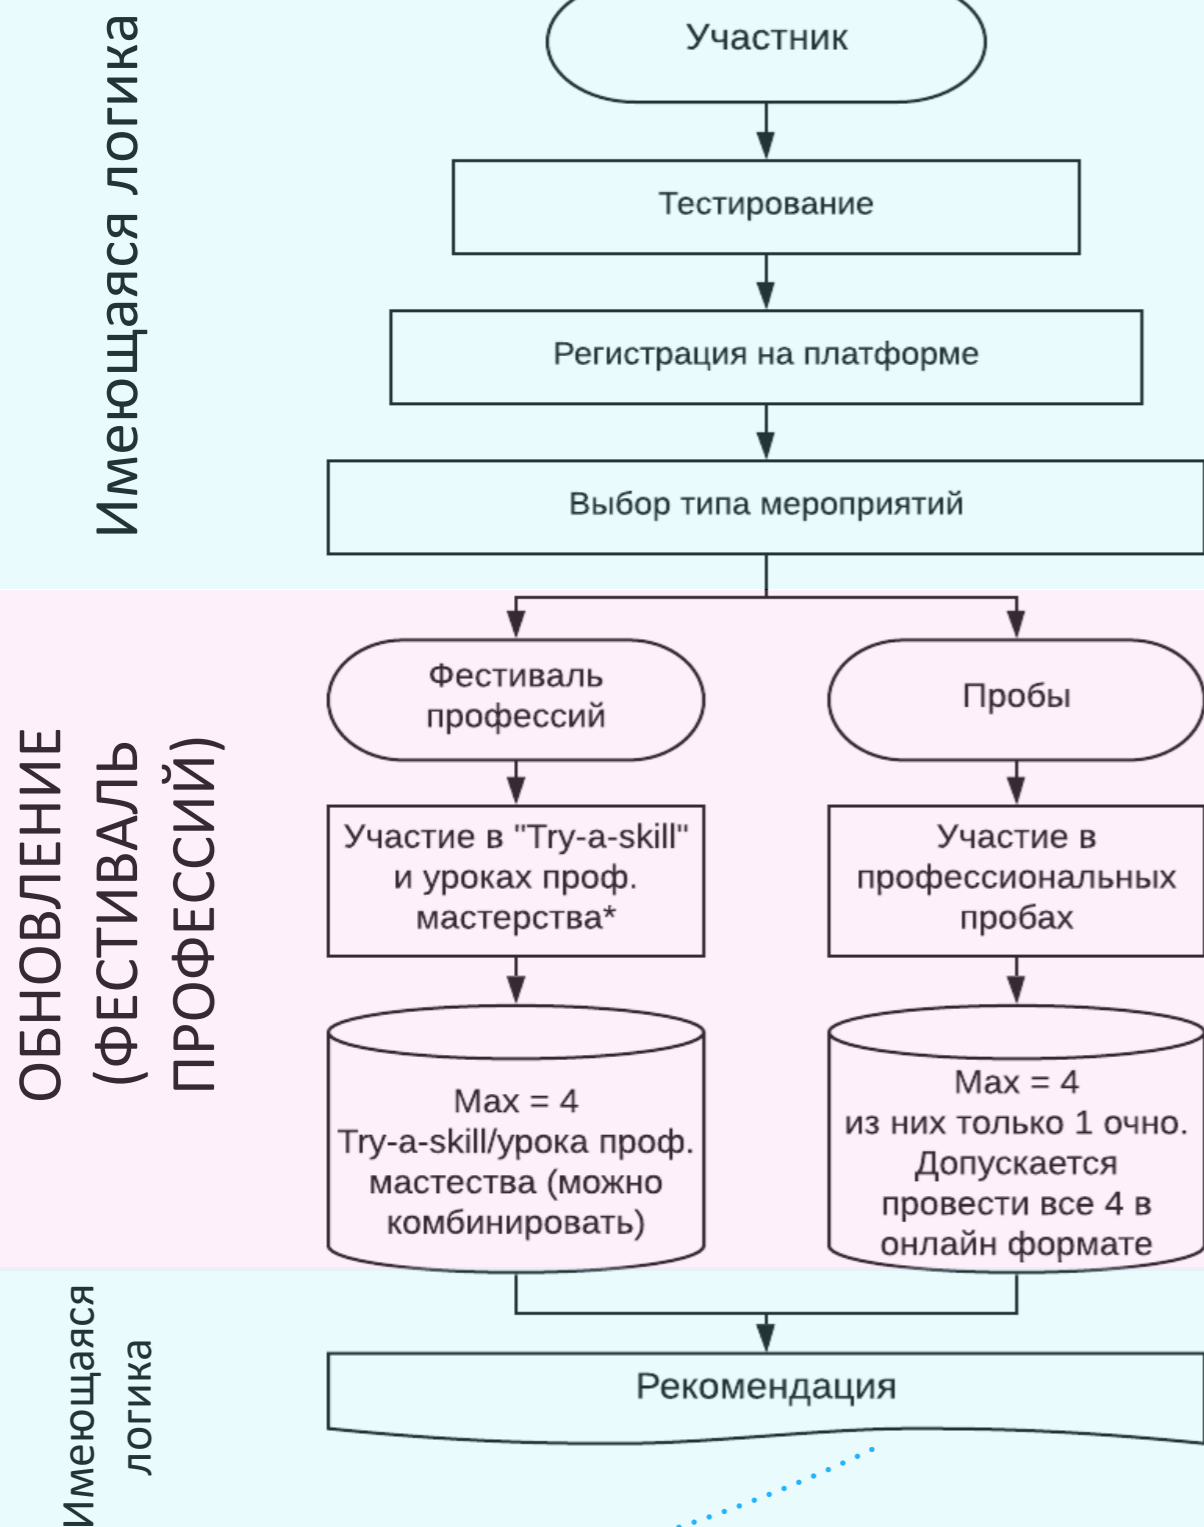 Имеющаяся логика
Участник
Тестирование
Регистрация на платформе
Выбор типа мероприятий
ОБНОВЛЕНИЕ
(ФЕСТИВАЛЬ
ПРОФЕССИЙ)
Фестиваль
профессий
Участие в "Try-a-skill"
и уроках проф.
мастерства*
Max = 4
Try-a-skill/урока проф.
мастества (можно
комбинировать)
Пробы
Участие в
профессиональных
пробах
Max = 4
из них только 1 очно.
Допускается
провести все 4 в
онлайн формате
Имеющаяся
логика
Рекомендация